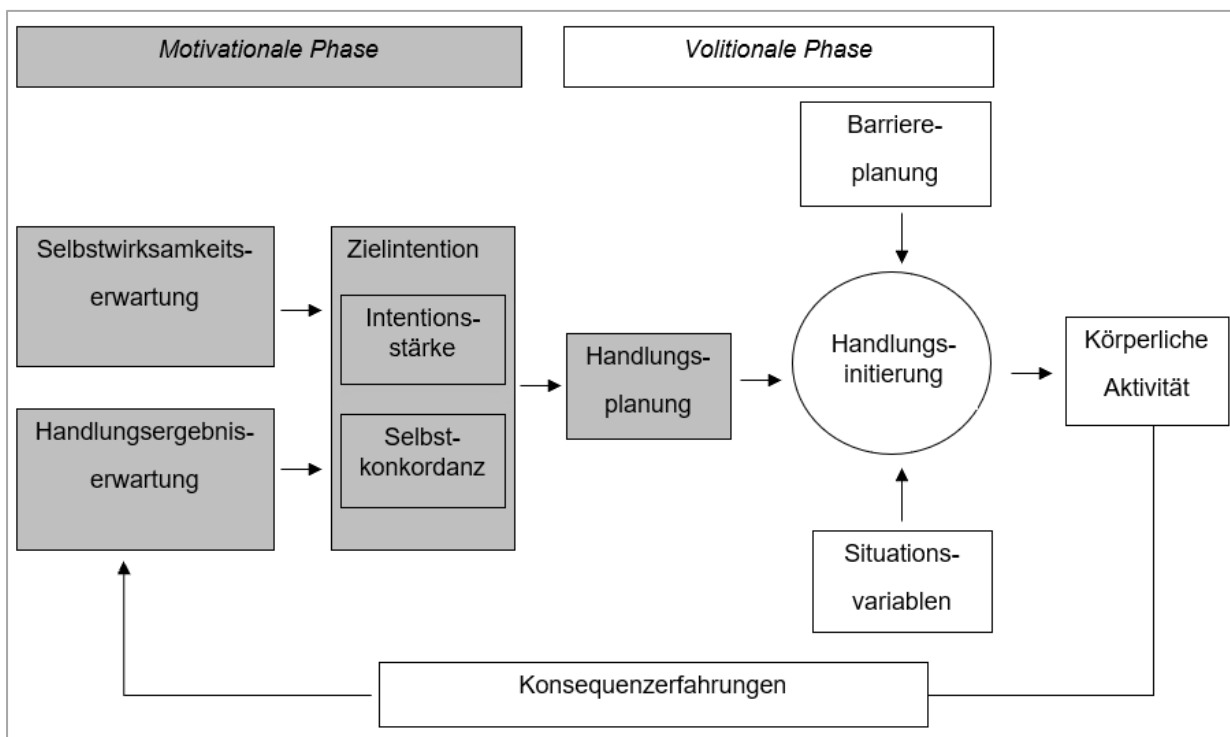 Motivationale Phase
Volitionale Phase
Barriere-
planung
Selbstwirksamkeits-
erwartung
Zielintention
Intentions-
stärke
Handlungsergebnis-
erwartung
Selbst-
konkordanz
Handlungs-
planung
Handlungs-
initierung
Körperliche
Aktivität
Situations-
variablen
Konsequenzerfahrungen